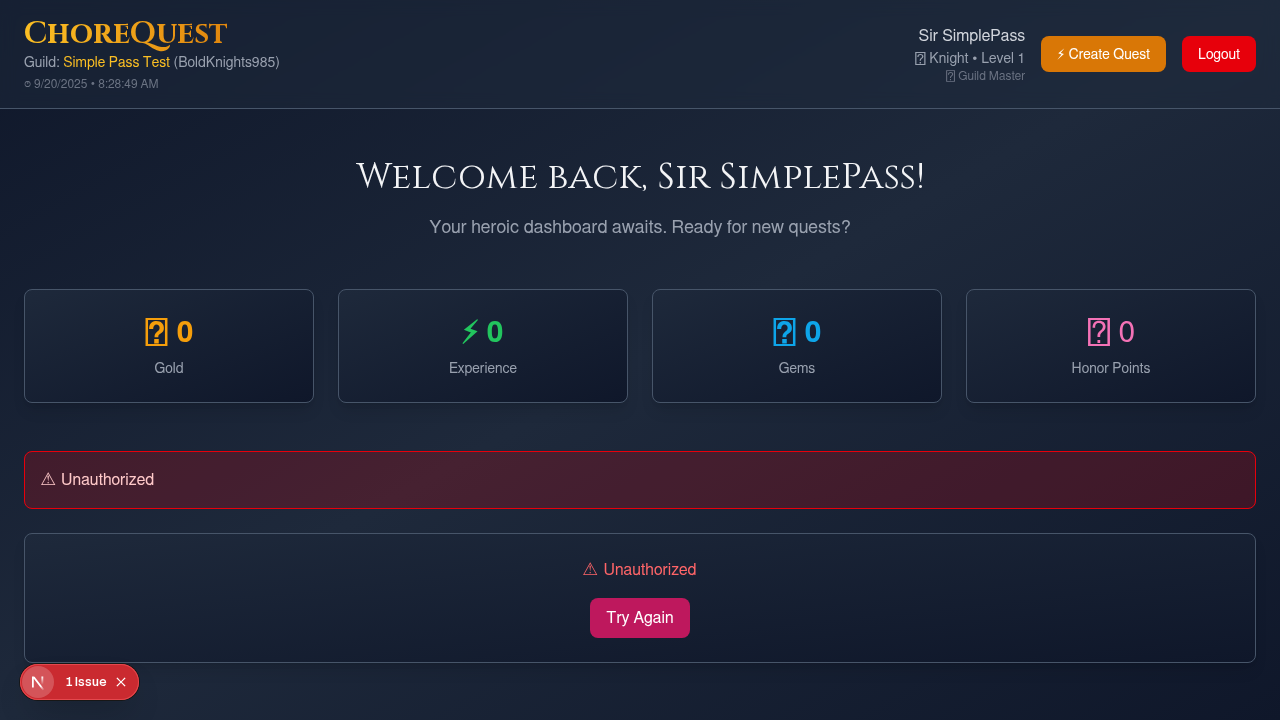 ChoreQuest
Guild: Simple Pass Test (BoldKnights985)
9/20/2025 • 8:28:49 AM
Sir SimplePass
Knight • Level 1
Guild Master
⚡ Create Quest
Logout
Welcome back, Sir SimplePass!
Your heroic dashboard awaits. Ready for new quests?
0
Gold
⚡ 0
Experience
0
Gems
0
Honor Points
⚠ Unauthorized
⚠ Unauthorized
Try Again
N 1 Issue